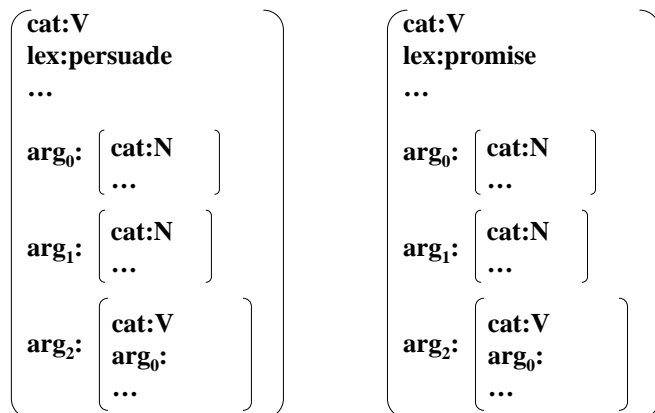 cat:V
lex:persuade
…
arg₀:
cat:N
…
arg₁:
cat:N
…
arg₂:
cat:V
arg₀:
…
cat:V
lex:promise
…
arg₀:
cat:N
…
arg₁:
cat:N
…
arg₂:
cat:V
arg₀:
…